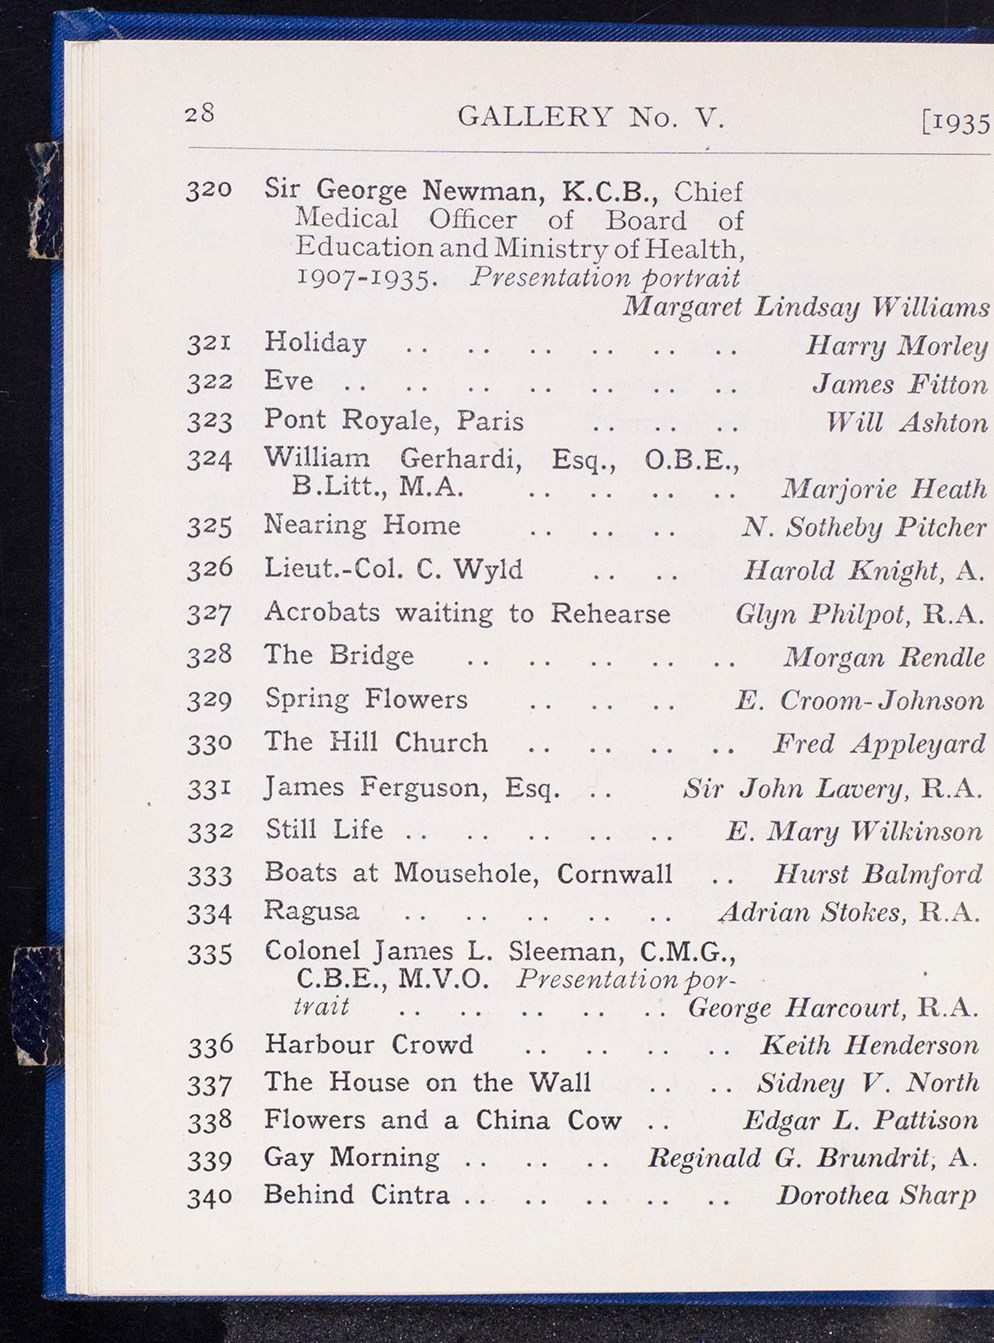 28 GALLERY No. V. [1935
320 Sir George Newman, K.C.B., Chief
Medical Officer of Board of
Education and Ministry of Health,
1907-1935. Presentation portrait
Margaret Lindsay Williams
321 Holiday .. .. .. .. .. .. Harry Morley
322 Eve .. .. .. .. .. .. .. James Fitton
323 Pont Royale, Paris .. .. .. Will Ashton
324 William Gerhardi, Esq., O.B.E.,
B.Litt., M.A. .. .. .. .. Marjorie Heath
325 Nearing Home .. .. .. N. Sotheby Pitcher
326 Lieut.-Col. C. Wyld .. .. Harold Knight, A.
327 Acrobats waiting to Rehearse Glyn Philpot, R.A.
328 The Bridge .. .. .. .. .. Morgan Rendle
329 Spring Flowers .. .. .. E. Croom-Johnson
330 The Hill Church .. .. .. .. Fred Appleyard
331 James Ferguson, Esq. .. Sir John Lavery, R.A.
332 Still Life .. .. .. .. .. E. Mary Wilkinson
333 Boats at Mousehole, Cornwall .. Hurst Balmford
334 Ragusa .. .. .. .. .. Adrian Stokes, R.A.
335 Colonel James L. Sleeman, C.M.G.,
C.B.E., M.V.O. Presentation por-
trait .. .. .. .. .. George Harcourt, R.A.
336 Harbour Crowd .. .. .. .. Keith Henderson
337 The House on the Wall .. .. Sidney V. North
338 Flowers and a China Cow .. Edgar L. Pattison
339 Gay Morning .. .. .. Reginald G. Brundrit, A.
340 Behind Cintra .. .. .. .. .. Dorothea Sharp